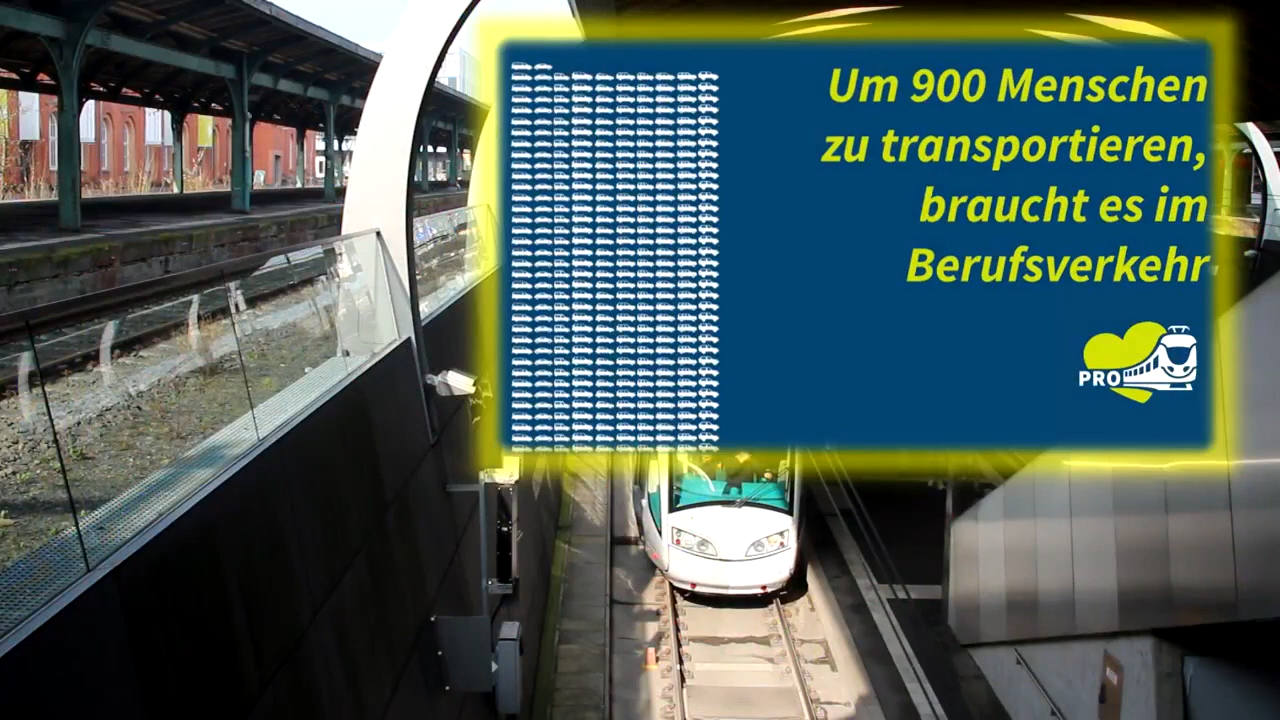 Um 900 Menschen
zu transportieren,
braucht es im
Berufsverkehr
PRO